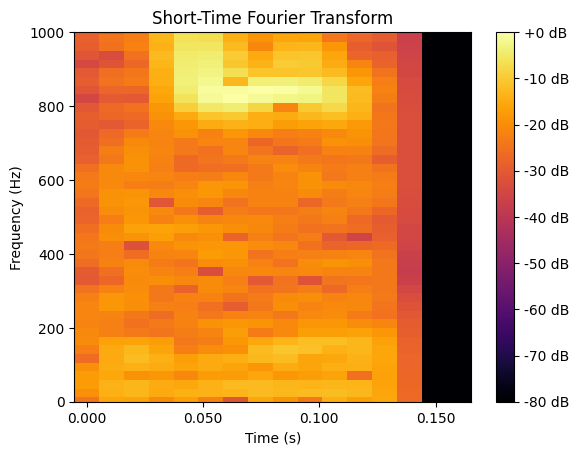 Short-Time Fourier Transform
1000
800
600
400
200
0
Frequency (Hz)
0.000
0.050
0.100
0.150
Time (s)
+0 dB
-10 dB
-20 dB
-30 dB
-40 dB
-50 dB
-60 dB
-70 dB
-80 dB